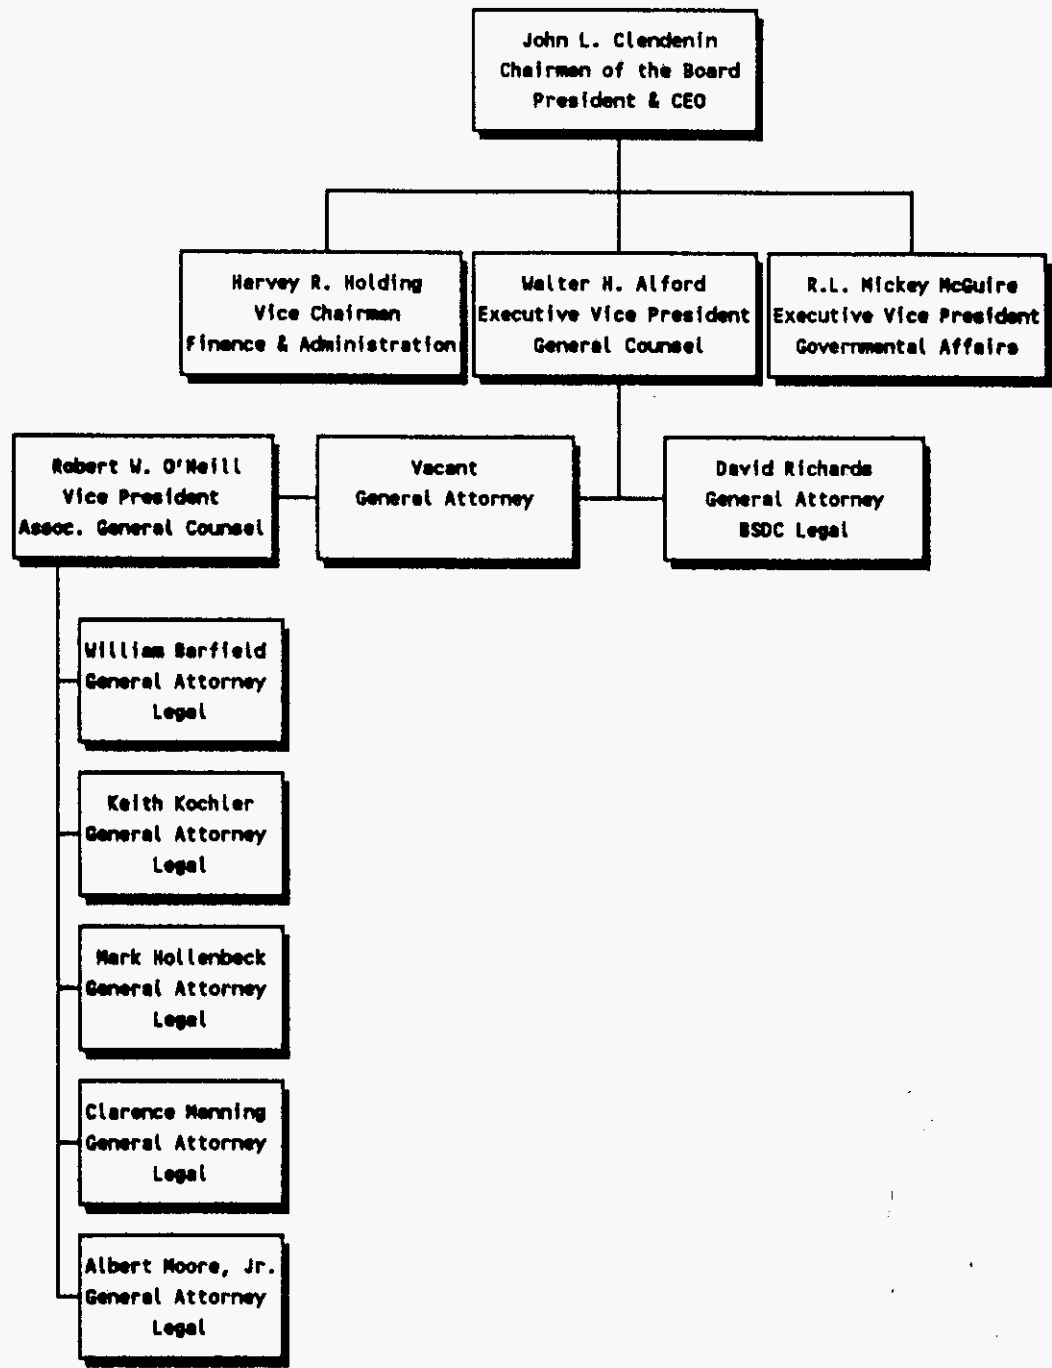 John L. Clendenin
Chairman of the Board
President & CEO
Harvey R. Holding
Vice Chairman
Finance & Administration
Walter H. Alford
Executive Vice President
General Counsel
R.L. Mickey McGuire
Executive Vice President
Governmental Affairs
Robert W. O'Neill
Vice President
Assoc. General Counsel
Vacant
General Attorney
David Richards
General Attorney
BSDC Legal
William Barfield
General Attorney
Legal
Keith Kochler
General Attorney
Legal
Mark Hollenbeck
General Attorney
Legal
Clarence Manning
General Attorney
Legal
Albert Moore, Jr.
General Attorney
Legal